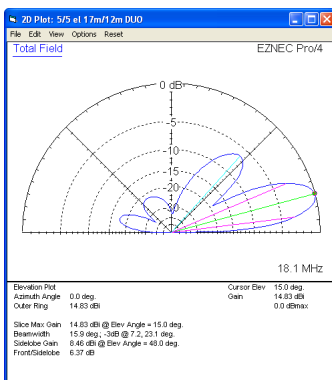 2D Plot: 5/5 el 17m/12m DUO
File Edit View Options Reset
Total Field
EZNEC Pro/4
0 dB
-5
-10
-15
-20
-30
18.1 MHz
Elevation Plot
Cursor Elev 15.0 deg.
Azimuth Angle 0.0 deg.
Gain 14.83 dBi
Outer Ring 14.83 dBi
0.0 dBmax
Slice Max Gain 14.83 dBi @ Elev Angle = 15.0 deg.
Beamwidth 15.9 deg.; -3dB @ 7.2, 23.1 deg.
Sidelobe Gain 8.46 dBi @ Elev Angle = 48.0 deg.
Front/Sidelobe 6.37 dB